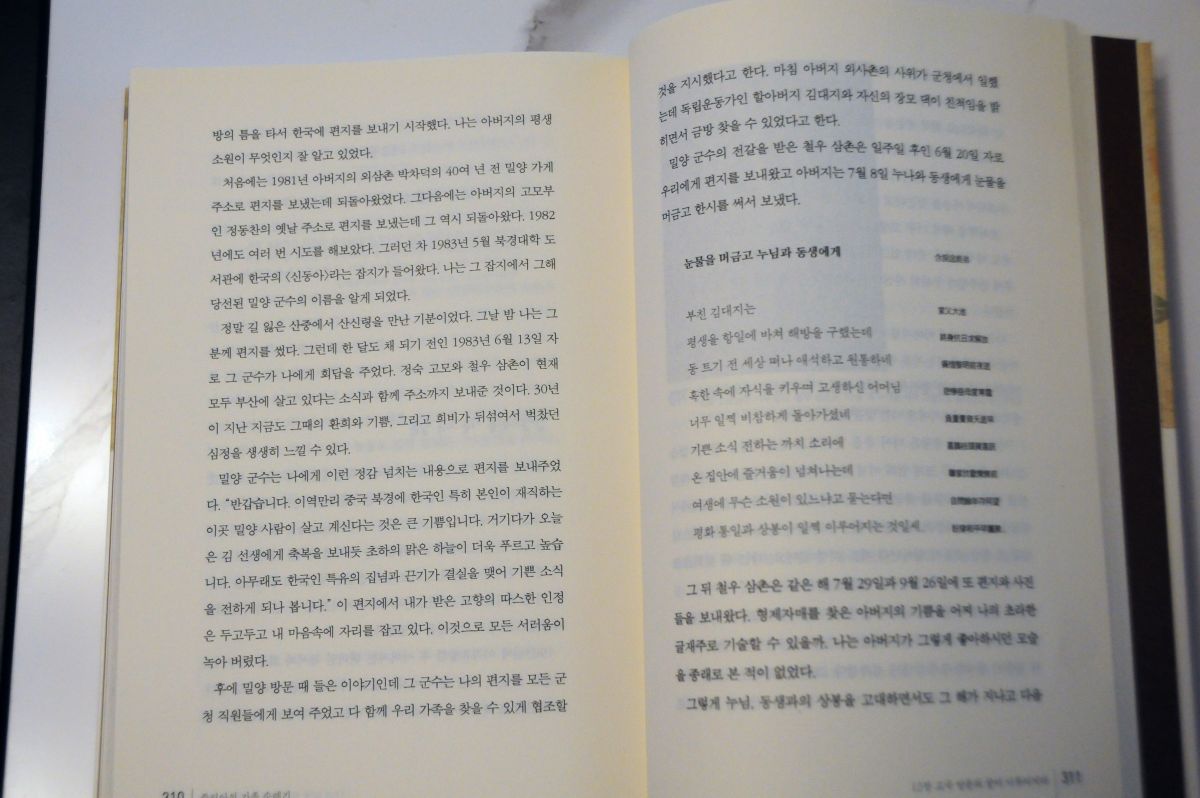 방의 틈을 타서 한국에 편지를 보내기 시작했다. 나는 아버지의 평생
소원이 무엇인지 잘 알고 있었다.
처음에는 1981년 아버지의 외삼촌 박차덕의 40여 년 전 밀양 가게
주소로 편지를 보냈는데 되돌아왔었다. 그다음에는 아버지의 고모부
인 정동찬의 옛날 주소로 편지를 보냈는데 그 역시 되돌아왔다. 1982
년에도 여러 번 시도를 해보았다. 그러던 차 1983년 5월 북경대학 도
서관에 한국의 〈신동아〉라는 잡지가 들어왔다. 나는 그 잡지에서 그해
당선된 밀양 군수의 이름을 알게 되었다.
정말 길 잃은 산중에서 산신령을 만난 기분이었다. 그날 밤 나는 그
분께 편지를 썼다. 그런데 한 달도 채 되기 전인 1983년 6월 13일 자
로 그 군수가 나에게 회답을 주었다. 정숙 고모와 철우 삼촌이 현재
모두 부산에 살고 있다는 소식과 함께 주소까지 보내준 것이다. 30년
이 지난 지금도 그때의 환희와 기쁨, 그리고 희비가 뒤섞여서 벅찼던
심정을 생생히 느낄 수 있다.
밀양 군수는 나에게 이런 정감 넘치는 내용으로 편지를 보내주었
다. “반갑습니다. 이역만리 중국 북경에 한국인 특히 본인이 재직하는
이곳 밀양 사람이 살고 계신다는 것은 큰 기쁨입니다. 거기다가 오늘
은 김 선생에게 축복을 보내듯 초하의 맑은 하늘이 더욱 푸르고 높습
니다. 아무래도 한국인 특유의 집념과 끈기가 결실을 맺어 기쁜 소식
을 전하게 되나 봅니다.” 이 편지에서 내가 받은 고향의 따스한 인정
은 두고두고 내 마음속에 자리를 잡고 있다. 이것으로 모든 서러움이
녹아 버렸다.
후에 밀양 방문 때 들은 이야기인데 그 군수는 나의 편지를 모든 군
청 직원들에게 보여 주었고 다 함께 우리 가족을 찾을 수 있게 협조할
310
것을 지시했다고 한다. 마침 아버지 외사촌의 사위가 군청에서 일했
는데 독립운동가인 할아버지 김대지와 자신의 장모 댁이 친척임을 밝
히면서 금방 찾을 수 있었다고 한다.
밀양 군수의 전갈을 받은 철우 삼촌은 일주일 후인 6월 20일 자로
우리에게 편지를 보내왔고 아버지는 7월 8일 누나와 동생에게 눈물을
머금고 한시를 써서 보냈다.
눈물을 머금고 누님과 동생에게
부친 김대지는
평생을 항일에 바쳐 해방을 구했는데
동 트기 전 세상 떠나 애석하고 원통하네
혹한 속에 자식을 키우며 고생하신 어머님
너무 일찍 비참하게 돌아가셨네
기쁜 소식 전하는 까치 소리에
온 집안에 즐거움이 넘쳐나는데
여생에 무슨 소원이 있느냐고 묻는다면
평화 통일과 상봉이 일찍 이루어지는 것일세
그 뒤 철우 삼촌은 같은 해 7월 29일과 9월 26일에 또 편지와 사진
들을 보내왔다. 형제자매를 찾은 아버지의 기쁨을 어찌 나의 초라한
글재주로 기술할 수 있을까. 나는 아버지가 그렇게 좋아하시던 모습
을 종래로 본 적이 없었다.
그렇게 누님, 동생과의 상봉을 고대하면서도 그 해가 지나고 다음
311